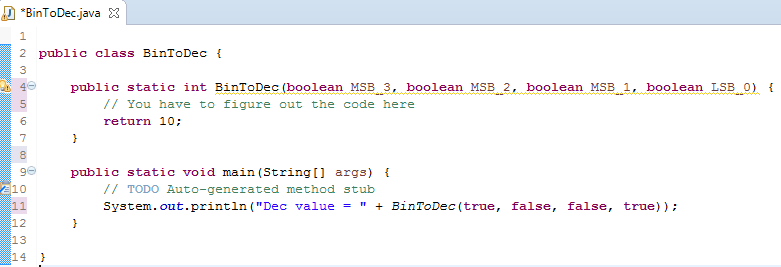 *BinToDec.java
1
2 public class BinToDec {
3
4 public static int BinToDec(boolean MSB_3, boolean MSB_2, boolean MSB_1, boolean LSB_0) {
5 // You have to figure out the code here
6 return 10;
7 }
8
9 public static void main(String[] args) {
10 // TODO Auto-generated method stub
11 System.out.println("Dec value = " + BinToDec(true, false, false, true));
12 }
13
14 }